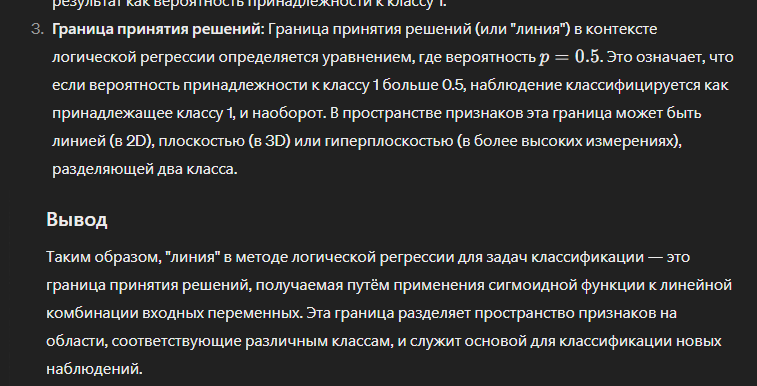 результат как вероятность принадлежности к классу 1.
3. Граница принятия решений: Граница принятия решений (или "линия") в контексте
логической регрессии определяется уравнением, где вероятность p = 0.5. Это означает, что
если вероятность принадлежности к классу 1 больше 0.5, наблюдение классифицируется как
принадлежащее классу 1, и наоборот. В пространстве признаков эта граница может быть
линией (в 2D), плоскостью (в 3D) или гиперплоскостью (в более высоких измерениях),
разделяющей два класса.
Вывод
Таким образом, "линия" в методе логической регрессии для задач классификации — это
граница принятия решений, получаемая путём применения сигмоидной функции к линейной
комбинации входных переменных. Эта граница разделяет пространство признаков на
области, соответствующие различным классам, и служит основой для классификации новых
наблюдений.